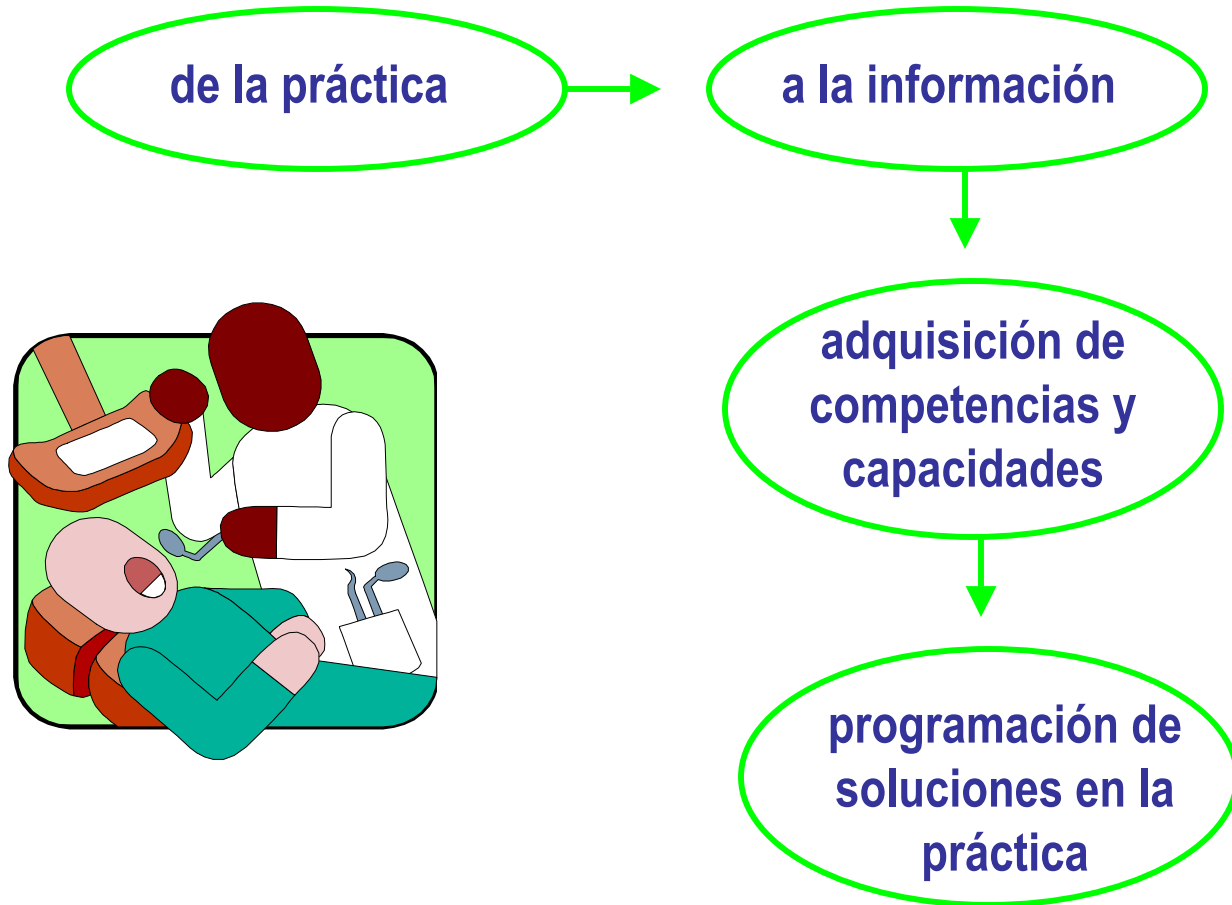 de la práctica
a la información
adquisición de
competencias y
capacidades
programación de
soluciones en la
práctica